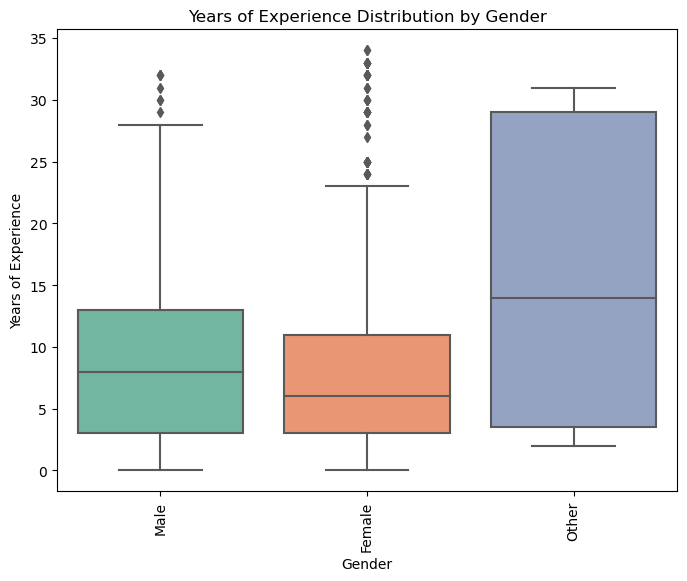 Years of Experience Distribution by Gender
35
30
25
20
15
10
5
0
Years of Experience
Male
Female
Other
Gender